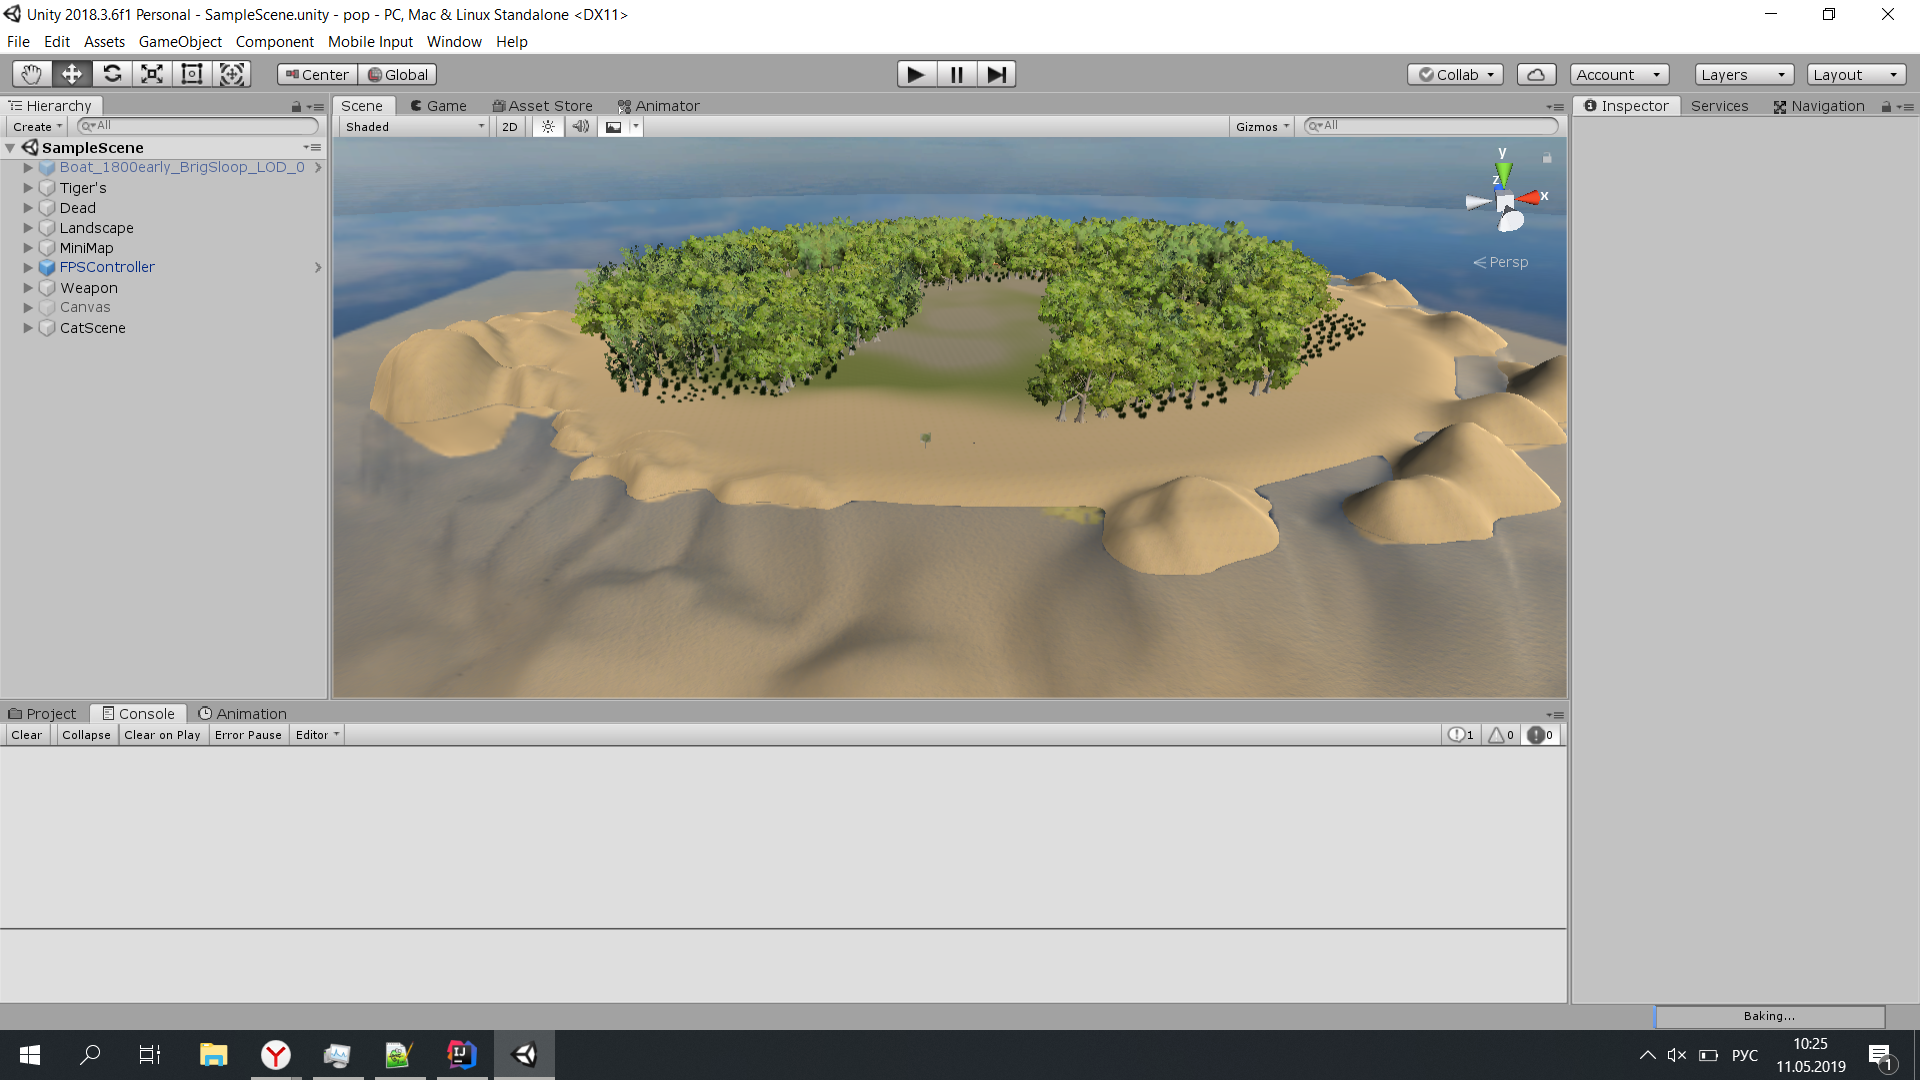 Unity 2018.3.6f1 Personal - SampleScene.unity - pop - PC, Mac & Linux Standalone <DX11>
File Edit Assets GameObject Component Mobile Input Window Help
Center Global Collab Account Layers Layout
Hierarchy Scene Game Asset Store Animator Inspector Services Navigation
Create All Shaded 2D Gizmos All
SampleScene
Boat_1800early_BrigSloop_LOD_0
Tiger's
Dead
Landscape
MiniMap
FPSController
Weapon
Canvas
CatScene
y
z
x
Persp
Project Console Animation
Clear Collapse Clear on Play Error Pause Editor 1 0 0
Baking...
РУС 10:25
11.05.2019
1